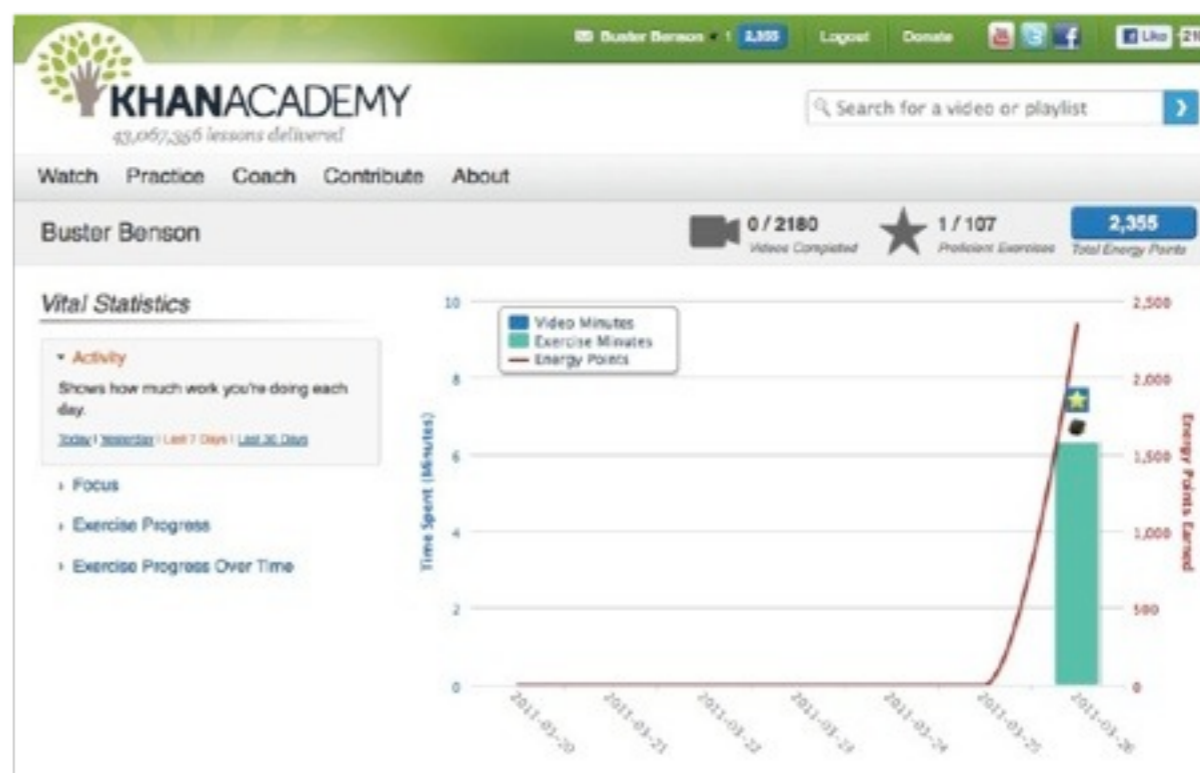 Buster Benson 1 2,355 Logout Donate Like
KHANACADEMY
43,067,356 lessons delivered
Search for a video or playlist
Watch Practice Coach Contribute About
Buster Benson
0 / 2180
Videos Completed
1 / 107
Proficient Exercises
2,355
Total Energy Points
Vital Statistics
Activity
Shows how much work you're doing each
day.
Today | Yesterday | Last 7 Days | Last 30 Days
Focus
Exercise Progress
Exercise Progress Over Time
Video Minutes
Exercise Minutes
Energy Points
Time Spent (Minutes)
10
8
6
4
2
0
2,500
2,000
1,500
1,000
500
0
Energy Points Earned
2011-03-20
2011-03-21
2011-03-22
2011-03-23
2011-03-24
2011-03-25
2011-03-26